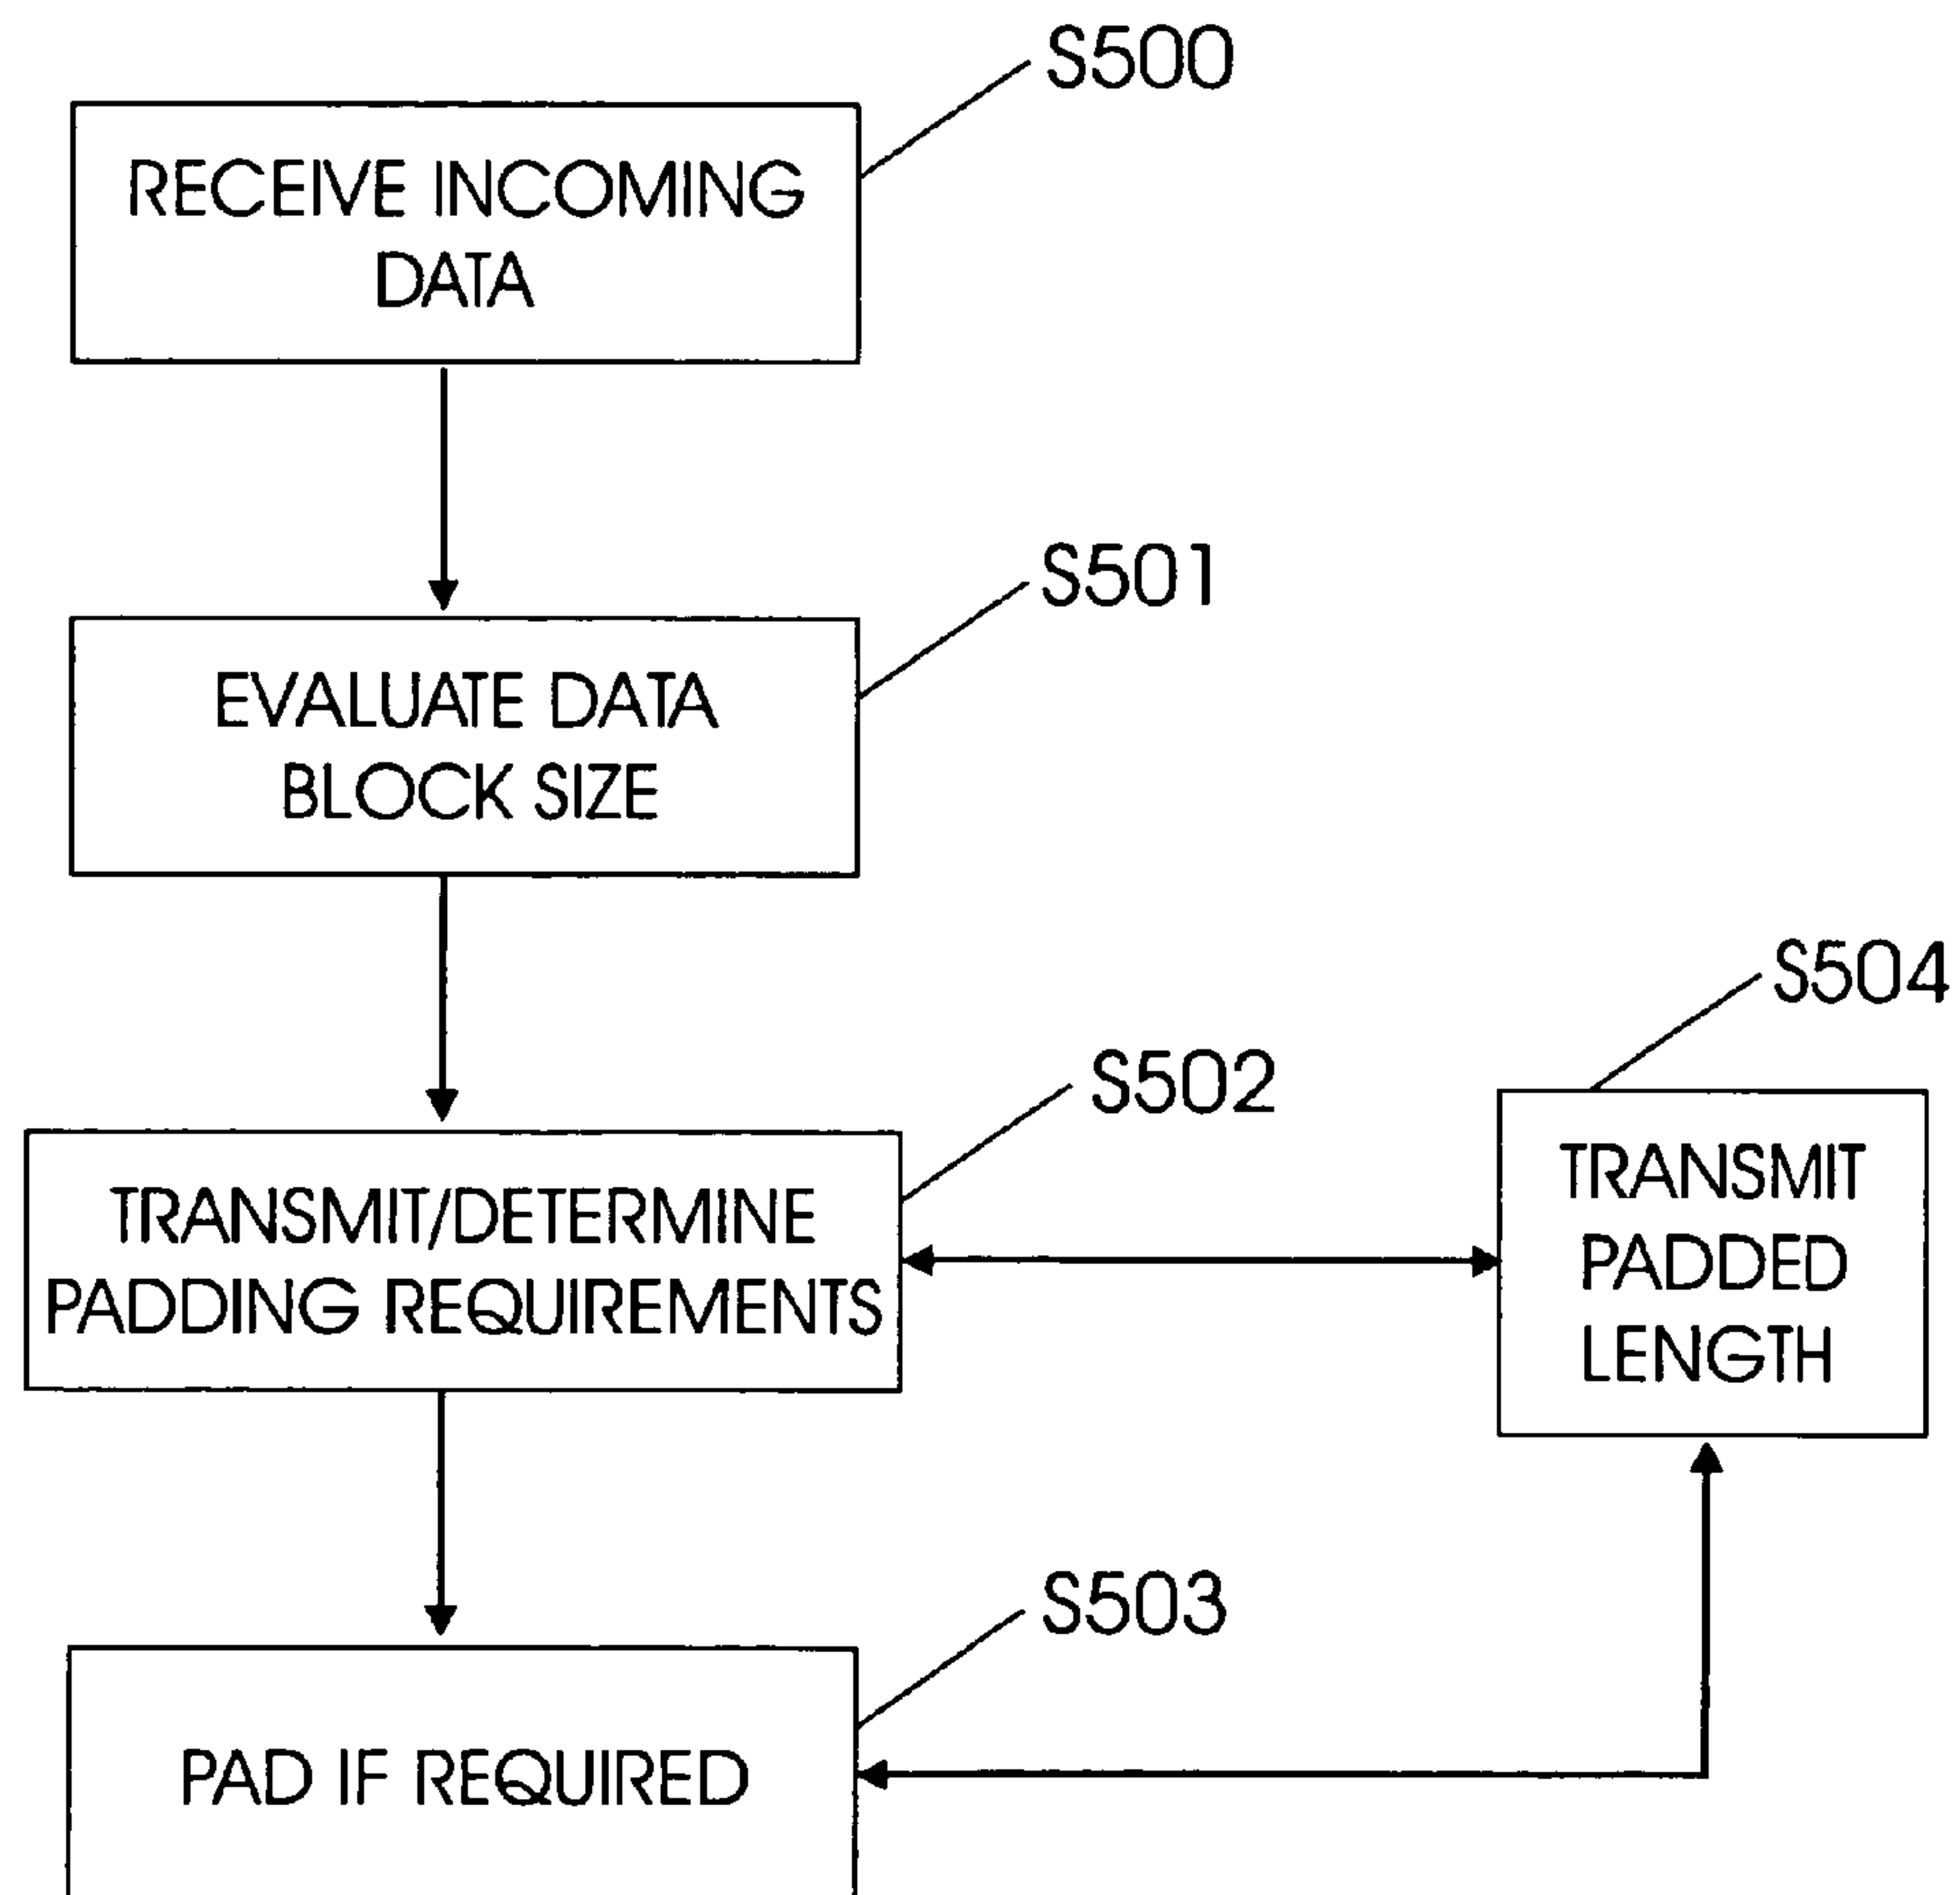 S500
RECEIVE INCOMING
DATA
S501
EVALUATE DATA
BLOCK SIZE
S504
S502
TRANSMIT/DETERMINE
PADDING REQUIREMENTS
TRANSMIT
PADDED
LENGTH
S503
PAD IF REQUIRED